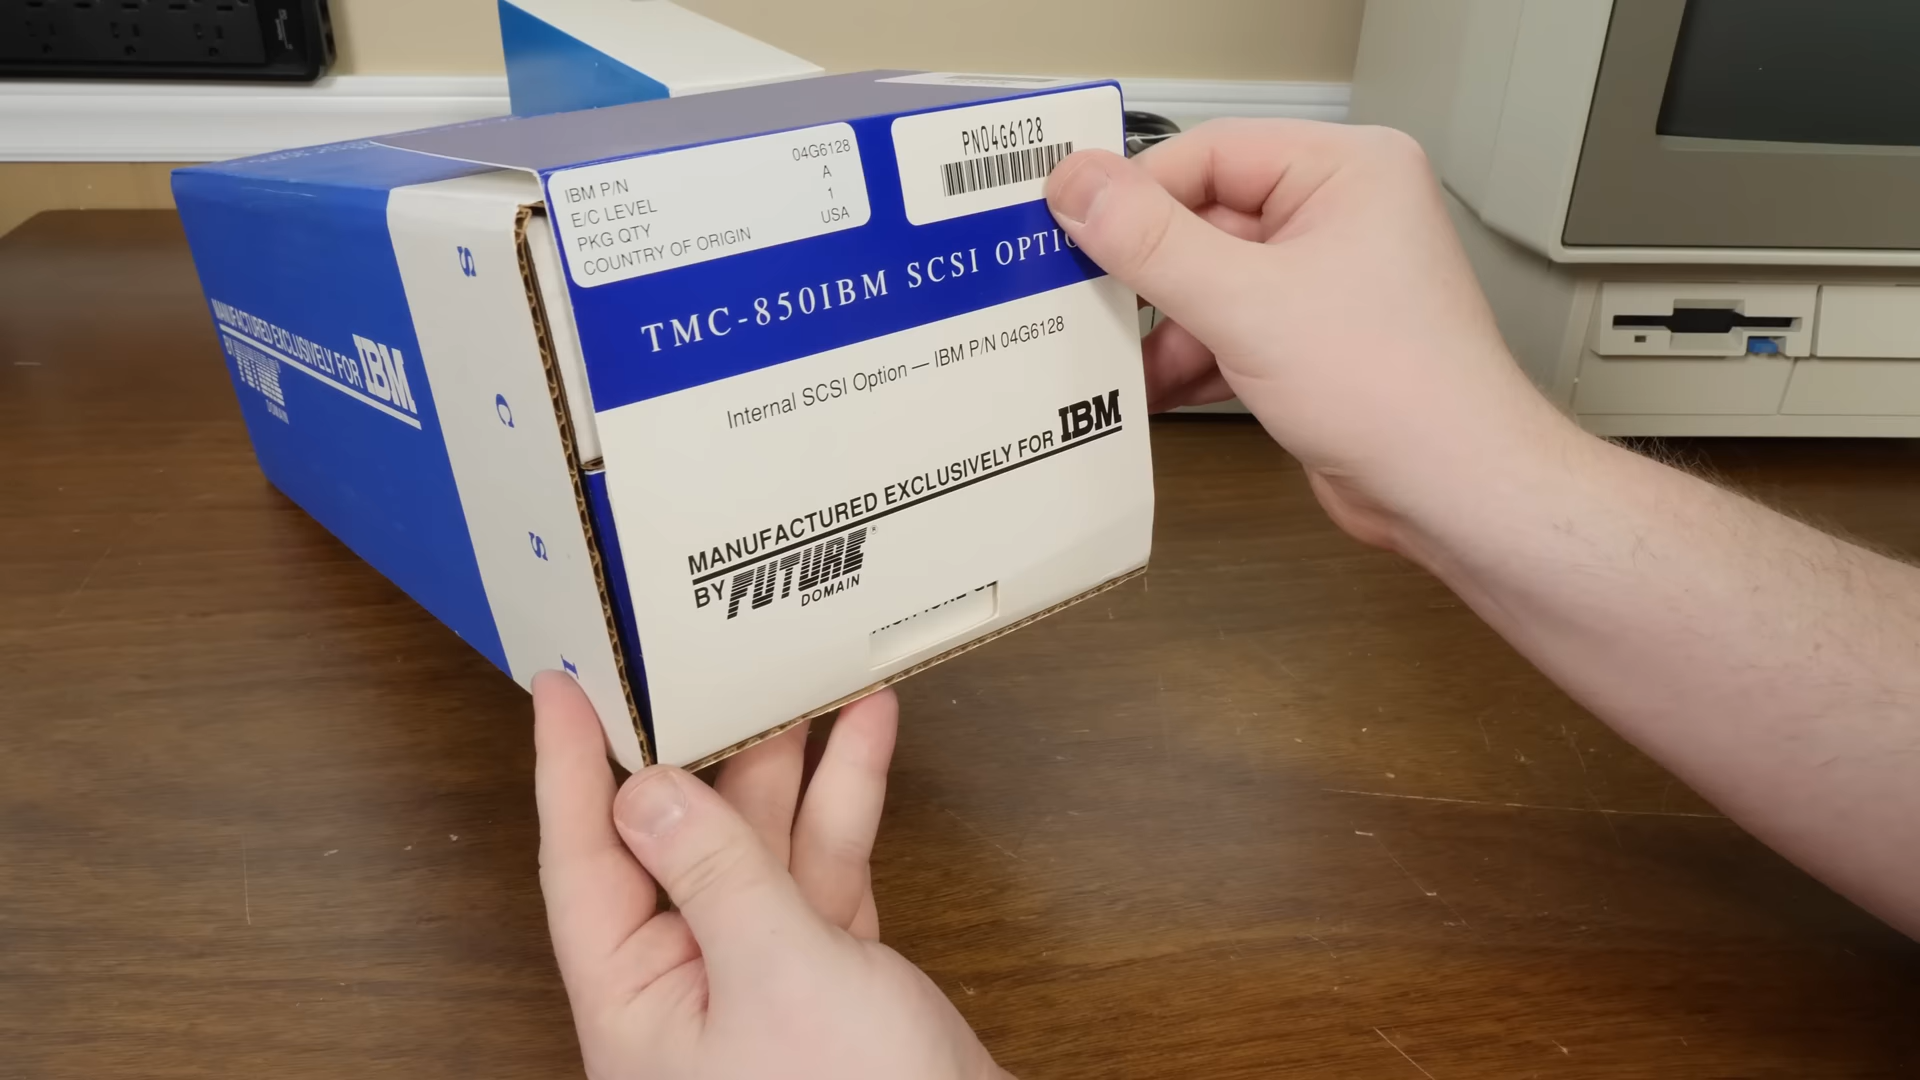 IBM P/N 04G6128
E/C LEVEL A
PKG QTY 1
COUNTRY OF ORIGIN USA
PN04G6128
TMC-850IBM SCSI OPTIO
Internal SCSI Option — IBM P/N 04G6128
MANUFACTURED EXCLUSIVELY FOR IBM
BY FUTURE DOMAIN®
MANUFACTURED EXCLUSIVELY FOR IBM
BY FUTURE DOMAIN
S
C
S
I